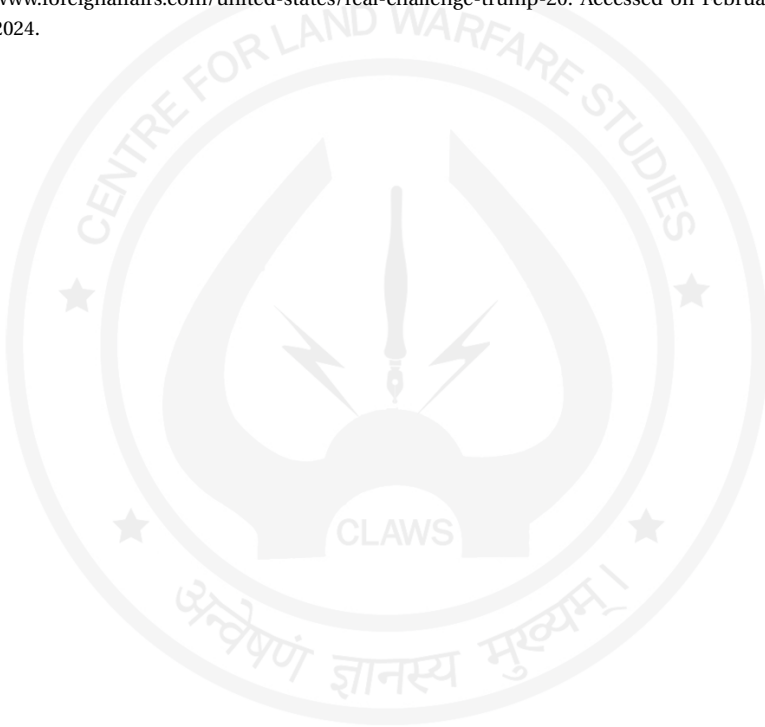 www.foreignaffairs.com/united-states/real-challenge-trump-20. Accessed on
2024.
CENTRE FOR LAND WARFARE STUDIES
CLAWS
अन्वेषणं ज्ञानस्य मुख्यम्।